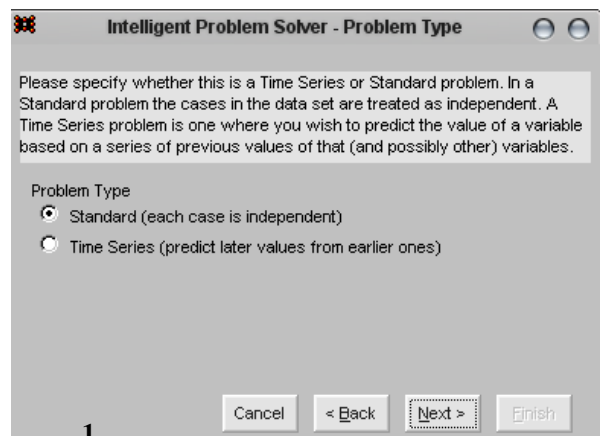 Intelligent Problem Solver - Problem Type
Please specify whether this is a Time Series or Standard problem. In a
Standard problem the cases in the data set are treated as independent. A
Time Series problem is one where you wish to predict the value of a variable
based on a series of previous values of that (and possibly other) variables.
Problem Type
Standard (each case is independent)
Time Series (predict later values from earlier ones)
Cancel < Back Next > Finish
1